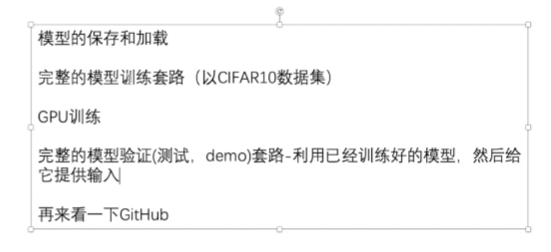 模型的保存和加载
完整的模型训练套路（以CIFAR10数据集）
GPU训练
完整的模型验证(测试，demo)套路-利用已经训练好的模型，然后给
它提供输入
再来看一下GitHub